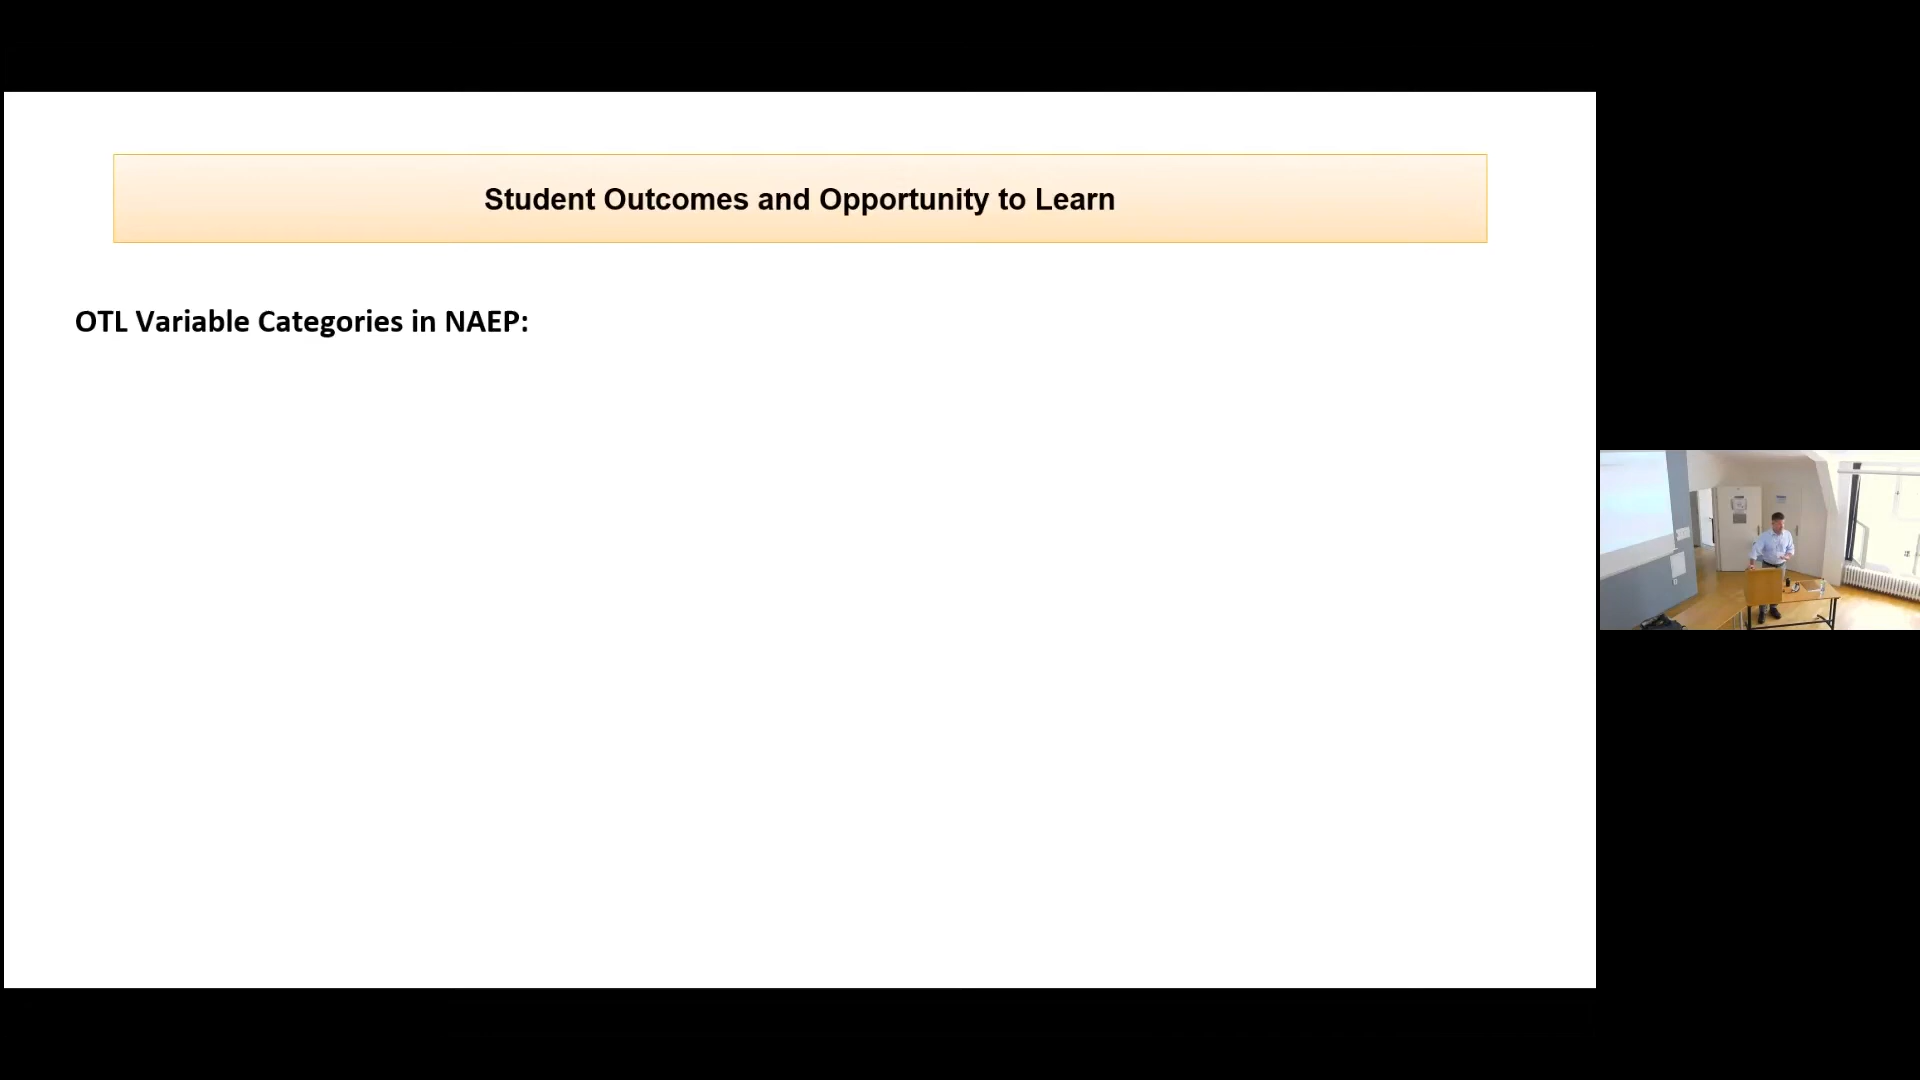 Student Outcomes and Opportunity to Learn
OTL Variable Categories in NAEP: